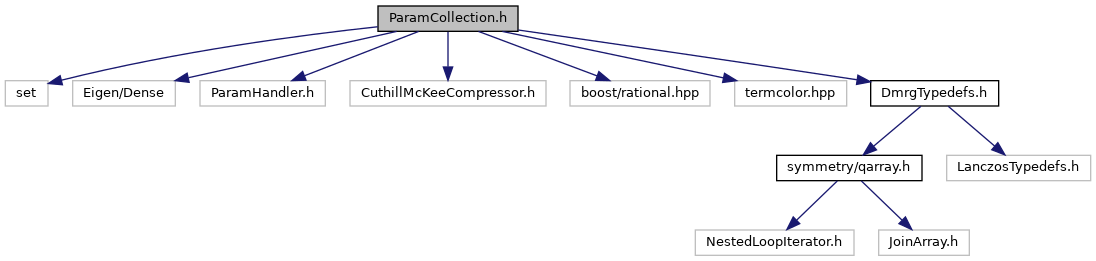 ParamCollection.h
set
Eigen/Dense
ParamHandler.h
CuthillMcKeeCompressor.h
boost/rational.hpp
termcolor.hpp
DmrgTypedefs.h
symmetry/qarray.h
LanczosTypedefs.h
NestedLoopIterator.h
JoinArray.h